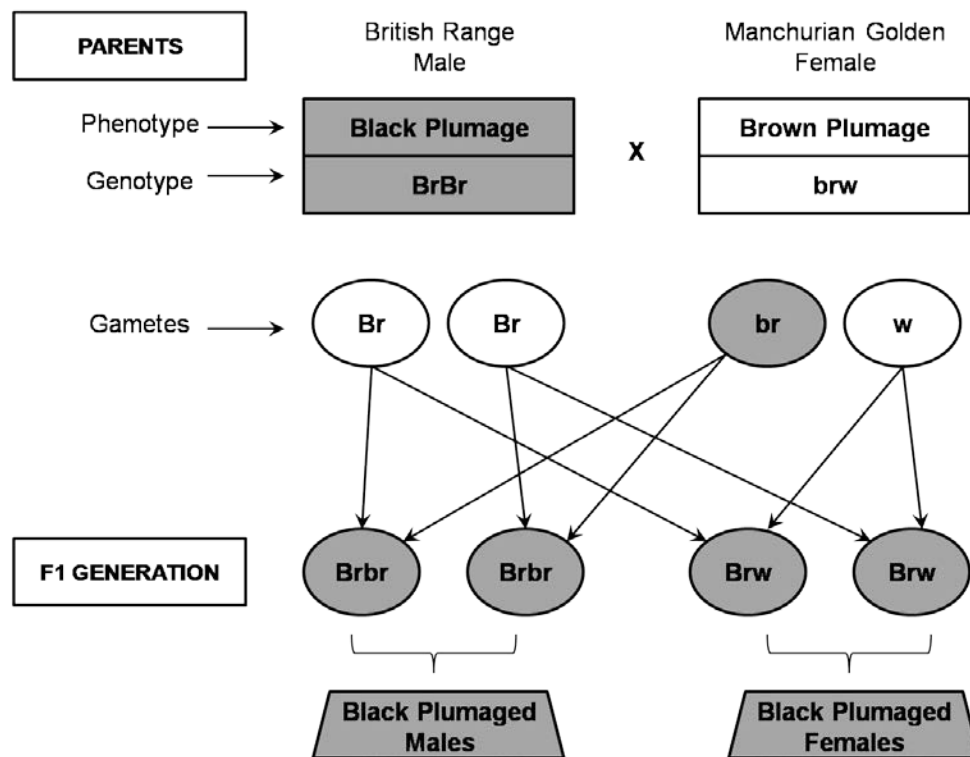 PARENTS
British Range
Male
Manchurian Golden
Female
Phenotype
Black Plumage
X
Brown Plumage
Genotype
BrBr
brw
Gametes
Br
Br
br
w
F1 GENERATION
Brbr
Brbr
Brw
Brw
Black Plumaged
Males
Black Plumaged
Females